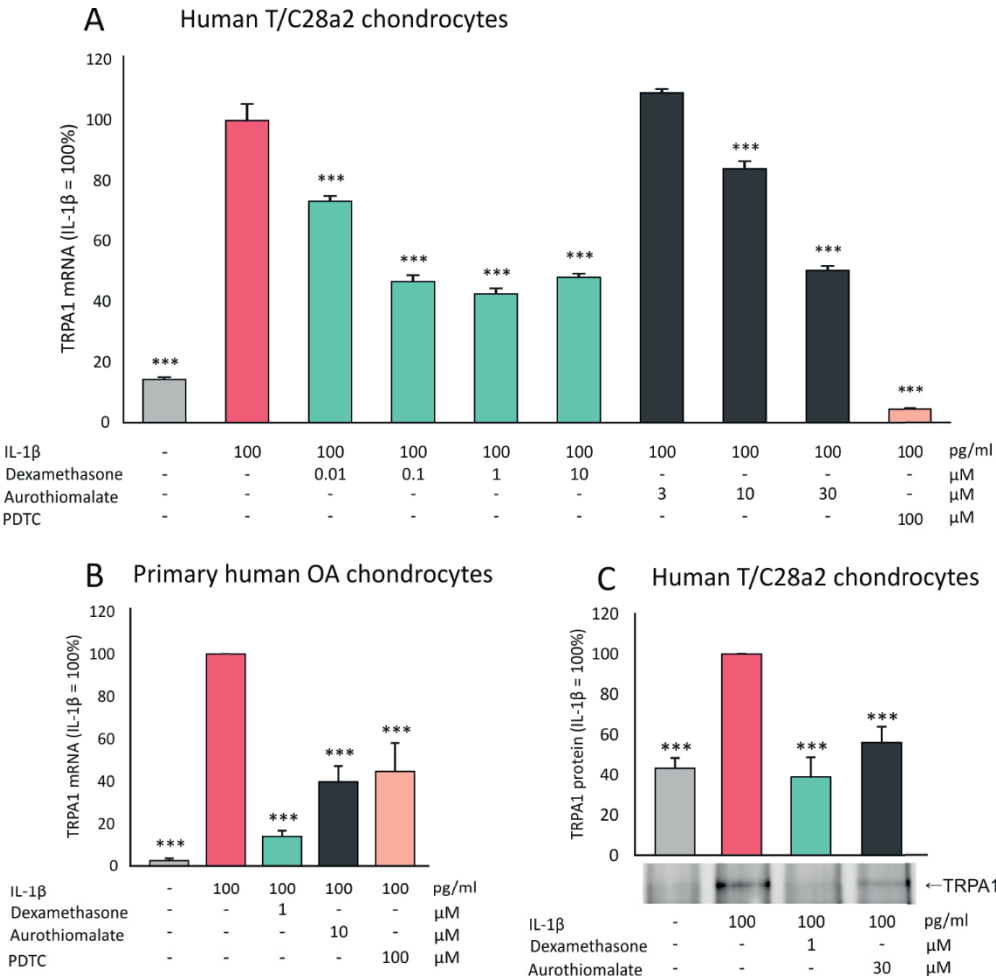 A Human T/C28a2 chondrocytes
TRPA1 mRNA (IL-1β = 100%)
120
100
80
60
40
20
0
***
***
***
***
***
***
***
***
IL-1β - 100 100 100 100 100 100 100 100 100 pg/ml
Dexamethasone - - 0.01 0.1 1 10 - - - - μM
Aurothiomalate - - - - - - 3 10 30 - μM
PDTC - - - - - - - - - 100 μM
B Primary human OA chondrocytes
TRPA1 mRNA (IL-1β = 100%)
120
100
80
60
40
20
0
***
***
***
***
IL-1β - 100 100 100 100 pg/ml
Dexamethasone - - 1 - - μM
Aurothiomalate - - - 10 - μM
PDTC - - - - 100 μM
C Human T/C28a2 chondrocytes
TRPA1 protein (IL-1β = 100%)
120
100
80
60
40
20
0
***
***
***
←TRPA1
IL-1β - 100 100 100 pg/ml
Dexamethasone - - 1 - μM
Aurothiomalate - - - 30 μM